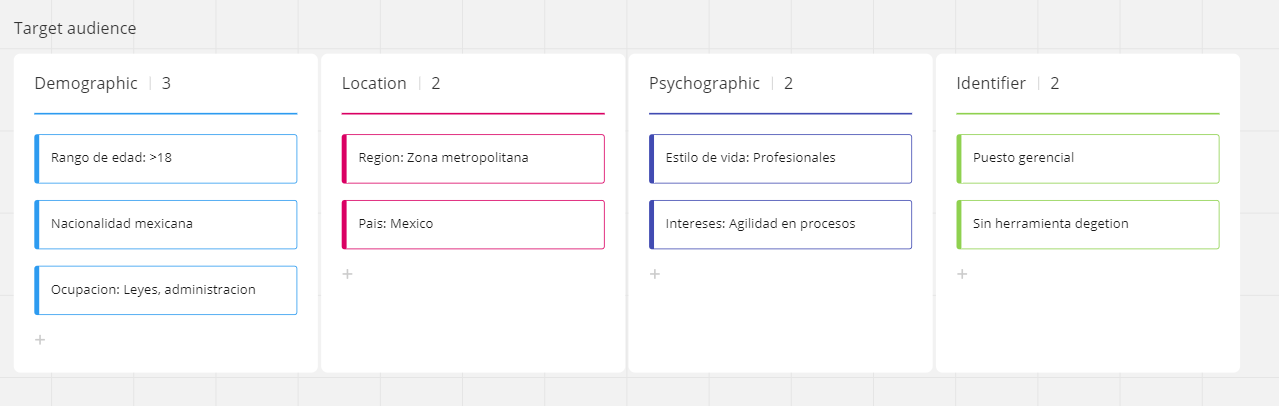 Target audience
Demographic | 3
Rango de edad: >18
Nacionalidad mexicana
Ocupacion: Leyes, administracion
+
Location | 2
Region: Zona metropolitana
Pais: Mexico
+
Psychographic | 2
Estilo de vida: Profesionales
Intereses: Agilidad en procesos
+
Identifier | 2
Puesto gerencial
Sin herramienta degetion
+